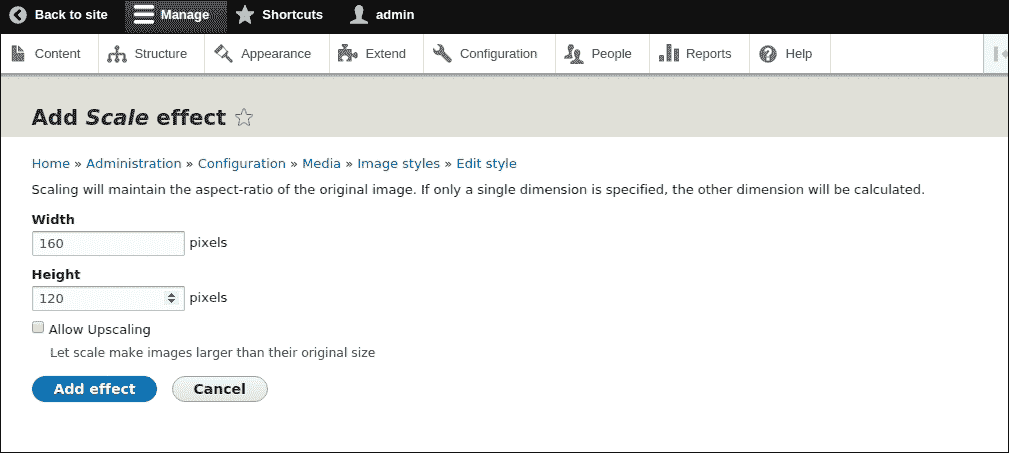 Back to site Manage Shortcuts admin
Content Structure Appearance Extend Configuration People Reports Help
Add Scale effect
Home » Administration » Configuration » Media » Image styles » Edit style
Scaling will maintain the aspect-ratio of the original image. If only a single dimension is specified, the other dimension will be calculated.
Width
160 pixels
Height
120 pixels
Allow Upscaling
Let scale make images larger than their original size
Add effect Cancel